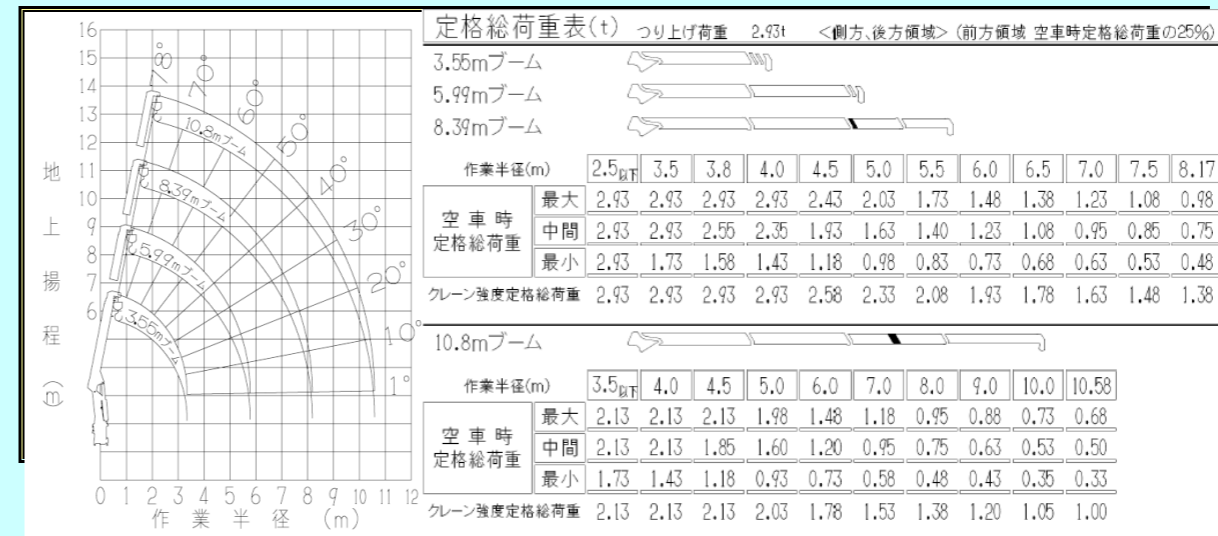 定格総荷重表(t) つり上げ荷重 2.93t <側方、後方領域> (前方領域 空車時定格総荷重の25%)
3.55mブーム
5.99mブーム
8.39mブーム
作業半径(m) 2.5以下 3.5 3.8 4.0 4.5 5.0 5.5 6.0 6.5 7.0 7.5 8.17
空車時定格総荷重
最大 2.93 2.93 2.93 2.93 2.43 2.03 1.73 1.48 1.38 1.23 1.08 0.98
中間 2.93 2.93 2.55 2.35 1.93 1.63 1.40 1.23 1.08 0.95 0.85 0.75
最小 2.93 1.73 1.58 1.43 1.18 0.98 0.83 0.73 0.68 0.63 0.53 0.48
クレーン強度定格総荷重 2.93 2.93 2.93 2.93 2.58 2.33 2.08 1.93 1.78 1.63 1.48 1.38
10.8mブーム
作業半径(m) 3.5以下 4.0 4.5 5.0 6.0 7.0 8.0 9.0 10.0 10.58
空車時定格総荷重
最大 2.13 2.13 2.13 1.98 1.48 1.18 0.95 0.88 0.73 0.68
中間 2.13 2.13 1.85 1.60 1.20 0.95 0.75 0.63 0.53 0.50
最小 1.73 1.43 1.18 0.93 0.73 0.58 0.48 0.43 0.35 0.33
クレーン強度定格総荷重 2.13 2.13 2.13 2.03 1.78 1.53 1.38 1.20 1.05 1.00
地上揚程(m)
16
15
14
13
12
11
10
9
8
7
6
78°
70°
60°
50°
40°
30°
20°
10°
1°
10.8mブーム
8.39mブーム
5.99mブーム
3.55mブーム
0 1 2 3 4 5 6 7 8 9 10 11 12
作業半径(m)